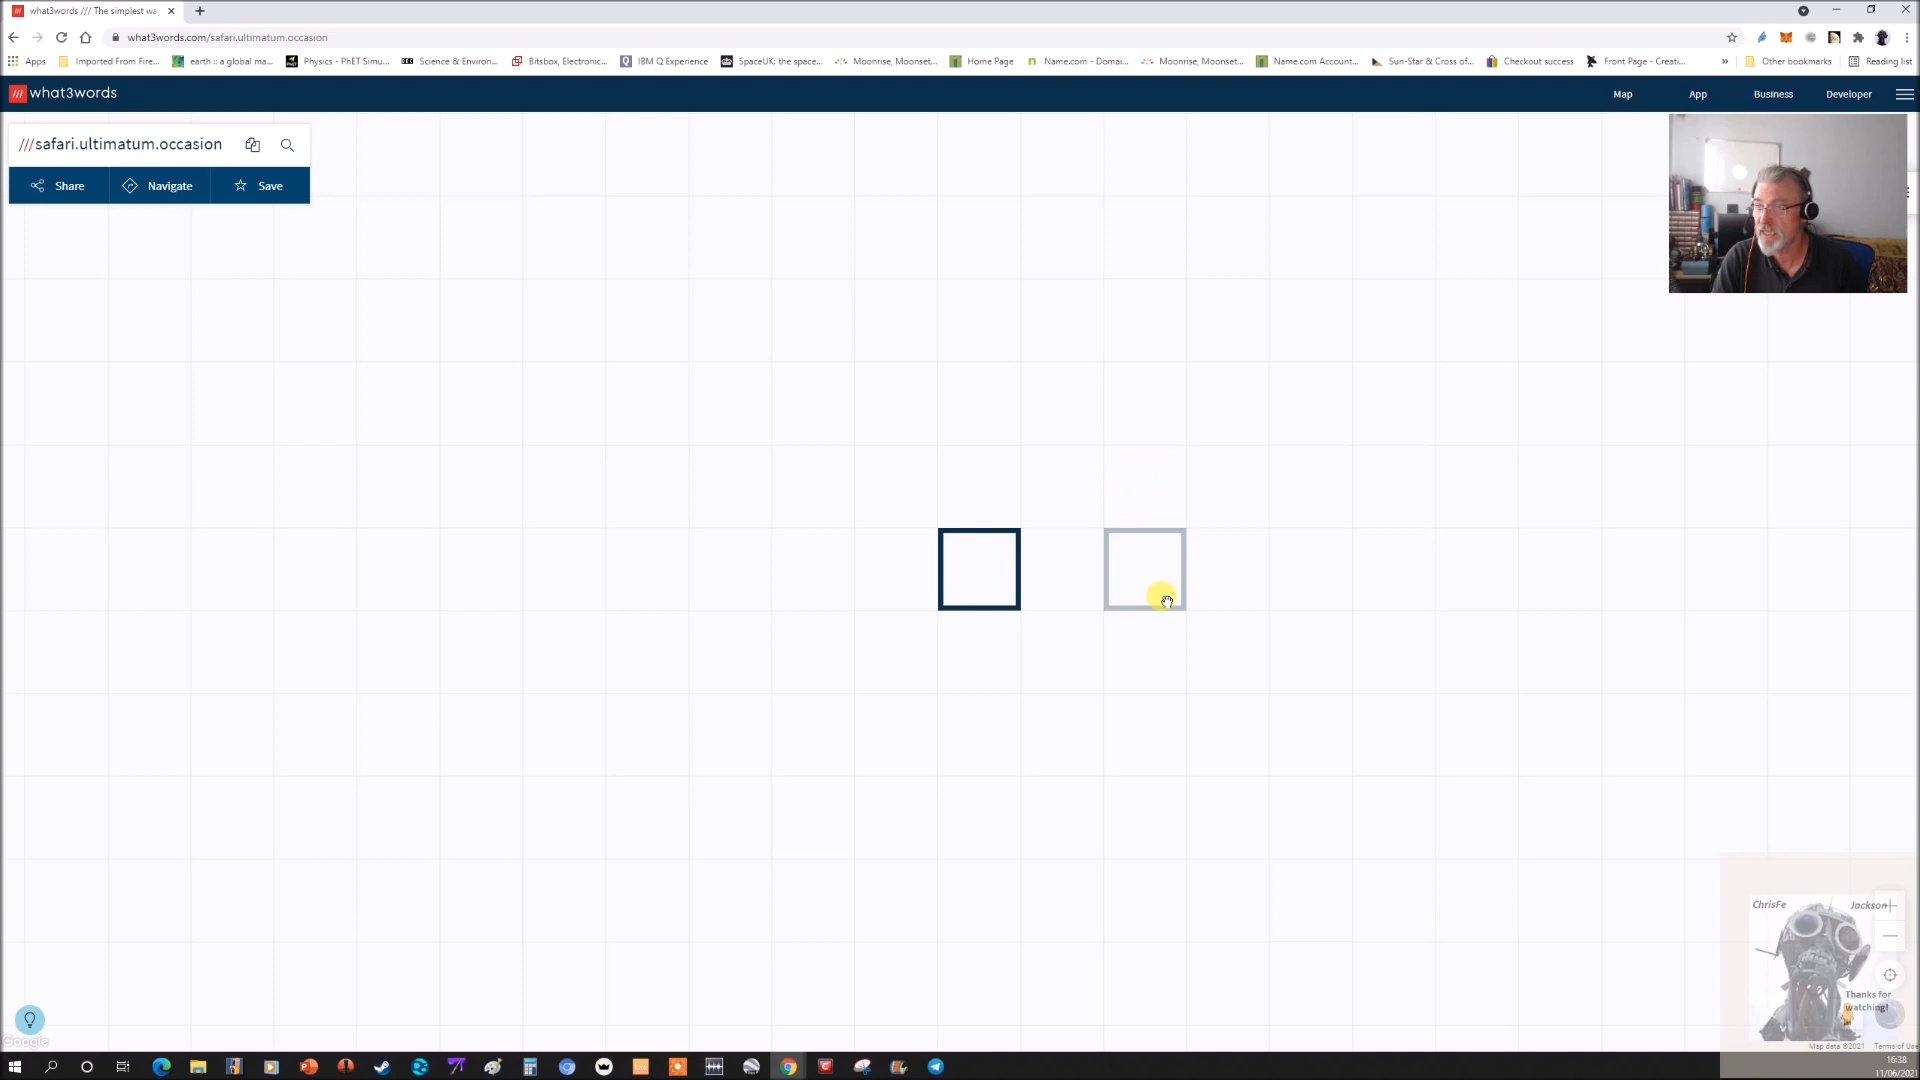 what3words /// The simplest wa
what3words.com/safari.ultimatum.occasion
Apps
Imported From Fire...
earth :: a global ma...
Physics - PhET Simu...
Science & Environ...
Bitsbox, Electronic...
IBM Q Experience
SpaceUK: the space...
Moonrise, Moonset...
Home Page
Name.com - Domai...
Moonrise, Moonset...
Name.com Account...
Sun-Star & Cross of...
Checkout success
Front Page - Creati...
»
Other bookmarks
Reading list
/// what3words
Map
App
Business
Developer
///safari.ultimatum.occasion
Share
Navigate
Save
ChrisFe
Jackson
Thanks for
watching!
Google
Map data ©2021
Terms of Use
16:38
11/06/2021